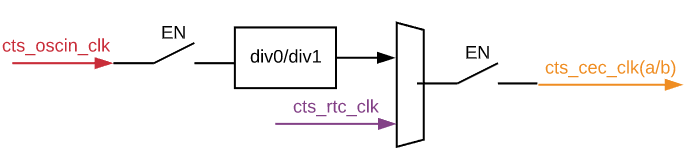 cts_oscin_clk
EN
div0/div1
cts_rtc_clk
EN
cts_cec_clk(a/b)